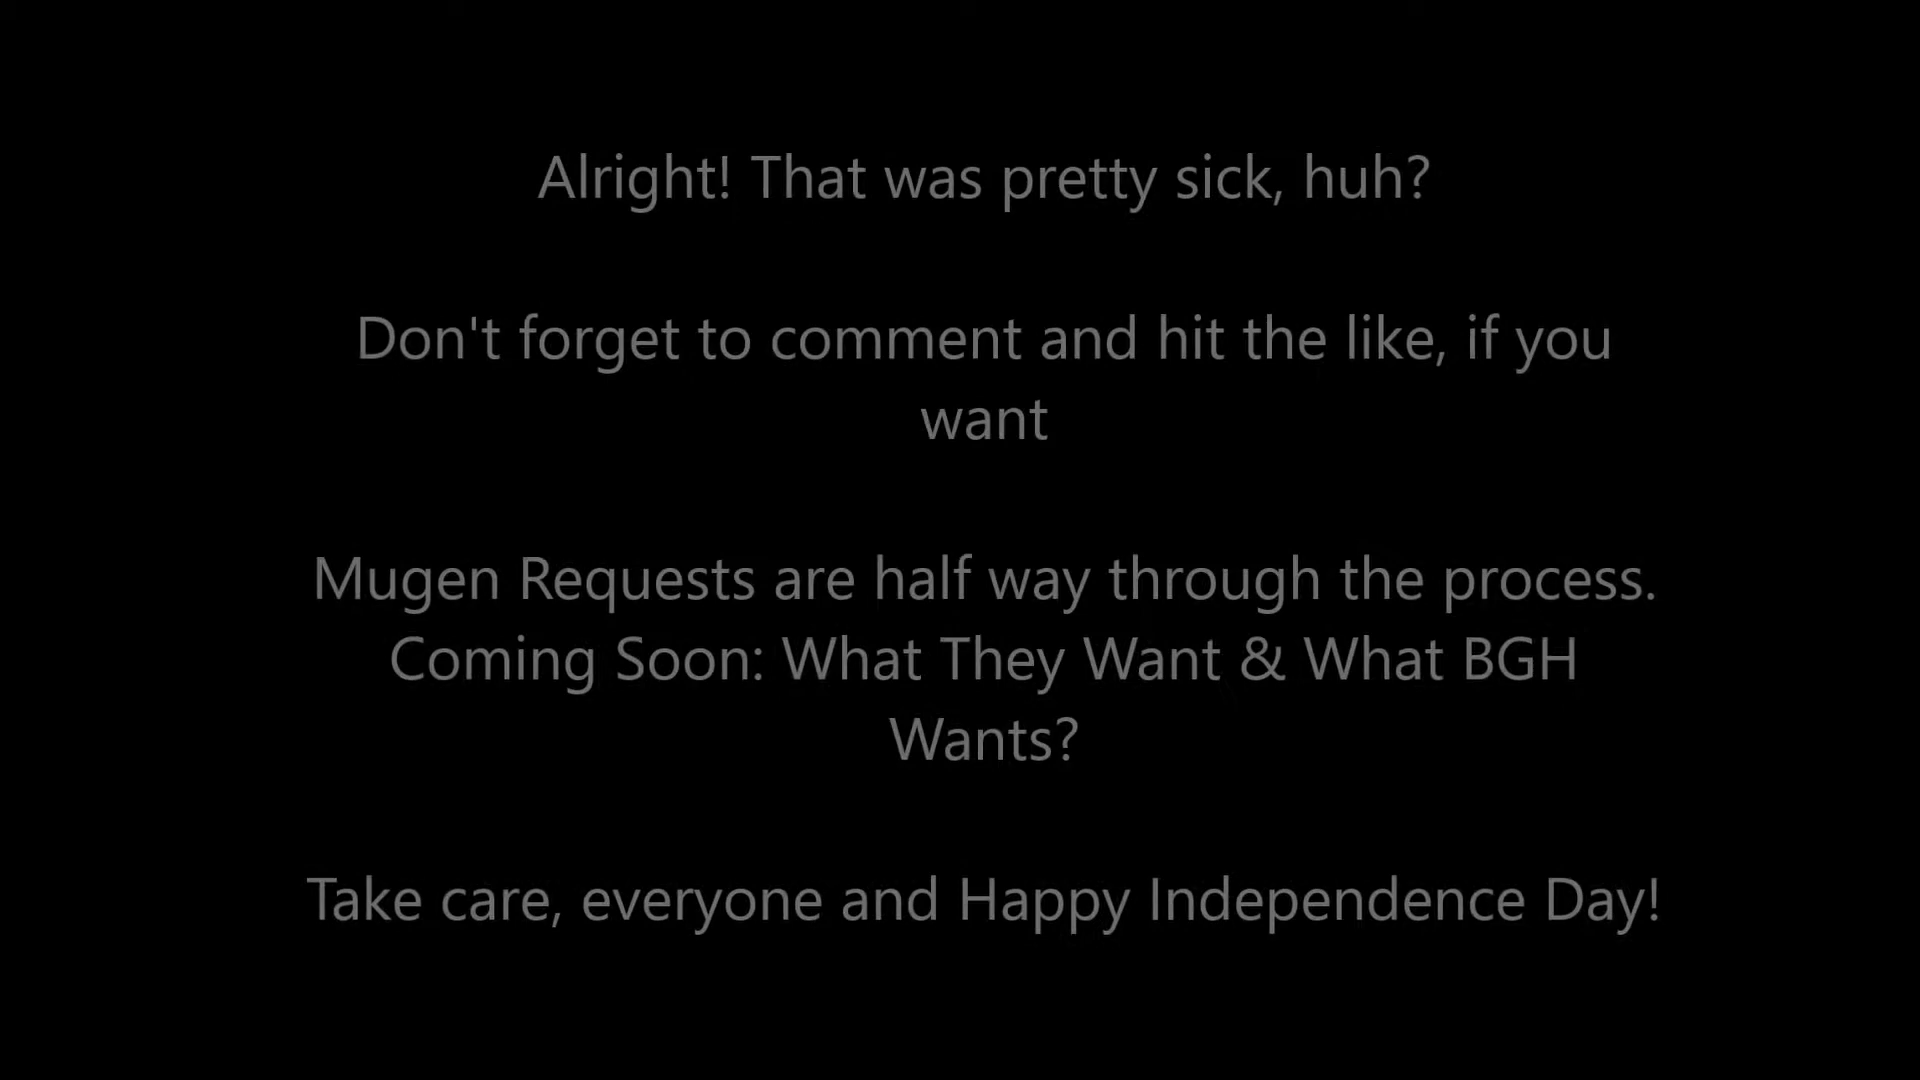 Alright! That was pretty sick, huh?
Don't forget to comment and hit the like, if you
want
Mugen Requests are half way through the process.
Coming Soon: What They Want & What BGH
Wants?
Take care, everyone and Happy Independence Day!